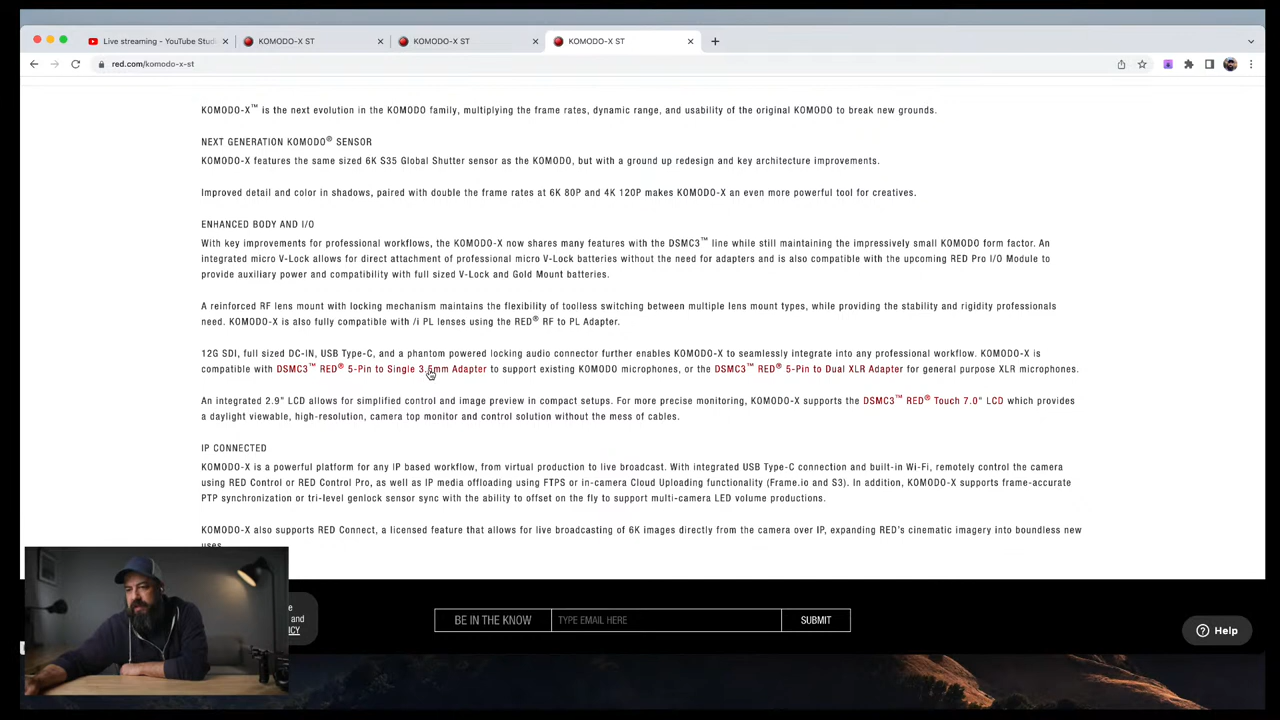 Live streaming - YouTube Stud
KOMODO-X ST
KOMODO-X ST
KOMODO-X ST
red.com/komodo-x-st
KOMODO-X™ is the next evolution in the KOMODO family, multiplying the frame rates, dynamic range, and usability of the original KOMODO to break new grounds.
NEXT GENERATION KOMODO® SENSOR
KOMODO-X features the same sized 6K S35 Global Shutter sensor as the KOMODO, but with a ground up redesign and key architecture improvements.
Improved detail and color in shadows, paired with double the frame rates at 6K 80P and 4K 120P makes KOMODO-X an even more powerful tool for creatives.
ENHANCED BODY AND I/O
With key improvements for professional workflows, the KOMODO-X now shares many features with the DSMC3™ line while still maintaining the impressively small KOMODO form factor. An
integrated micro V-Lock allows for direct attachment of professional micro V-Lock batteries without the need for adapters and is also compatible with the upcoming RED Pro I/O Module to
provide auxiliary power and compatibility with full sized V-Lock and Gold Mount batteries.
A reinforced RF lens mount with locking mechanism maintains the flexibility of toolless switching between multiple lens mount types, while providing the stability and rigidity professionals
need. KOMODO-X is also fully compatible with /i PL lenses using the RED® RF to PL Adapter.
12G SDI, full sized DC-IN, USB Type-C, and a phantom powered locking audio connector further enables KOMODO-X to seamlessly integrate into any professional workflow. KOMODO-X is
compatible with DSMC3™ RED® 5-Pin to Single 3.5mm Adapter to support existing KOMODO microphones, or the DSMC3™ RED® 5-Pin to Dual XLR Adapter for general purpose XLR microphones.
An integrated 2.9" LCD allows for simplified control and image preview in compact setups. For more precise monitoring, KOMODO-X supports the DSMC3™ RED® Touch 7.0" LCD which provides
a daylight viewable, high-resolution, camera top monitor and control solution without the mess of cables.
IP CONNECTED
KOMODO-X is a powerful platform for any IP based workflow, from virtual production to live broadcast. With integrated USB Type-C connection and built-in Wi-Fi, remotely control the camera
using RED Control or RED Control Pro, as well as IP media offloading using FTPS or in-camera Cloud Uploading functionality (Frame.io and S3). In addition, KOMODO-X supports frame-accurate
PTP synchronization or tri-level genlock sensor sync with the ability to offset on the fly to support multi-camera LED volume productions.
KOMODO-X also supports RED Connect, a licensed feature that allows for live broadcasting of 6K images directly from the camera over IP, expanding RED's cinematic imagery into boundless new
uses.
and
BE IN THE KNOW TYPE EMAIL HERE SUBMIT
Help